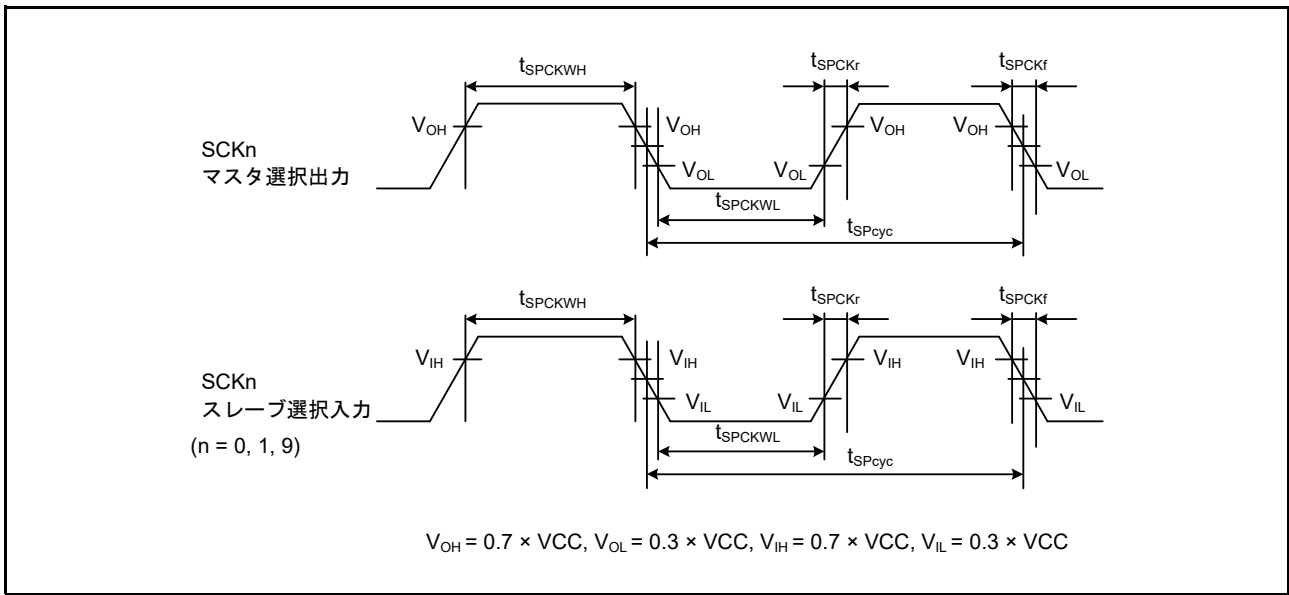 tSPCKWH tSPCKr tSPCKf
VOH VOH VOH VOH
SCKn
マスタ選択出力
VOL VOL VOL
tSPCKWL
tSPcyc
tSPCKWH tSPCKr tSPCKf
VIH VIH VIH VIH
SCKn
スレーブ選択入力
(n = 0, 1, 9)
VIL VIL VIL
tSPCKWL
tSPcyc
VOH = 0.7 × VCC, VOL = 0.3 × VCC, VIH = 0.7 × VCC, VIL = 0.3 × VCC